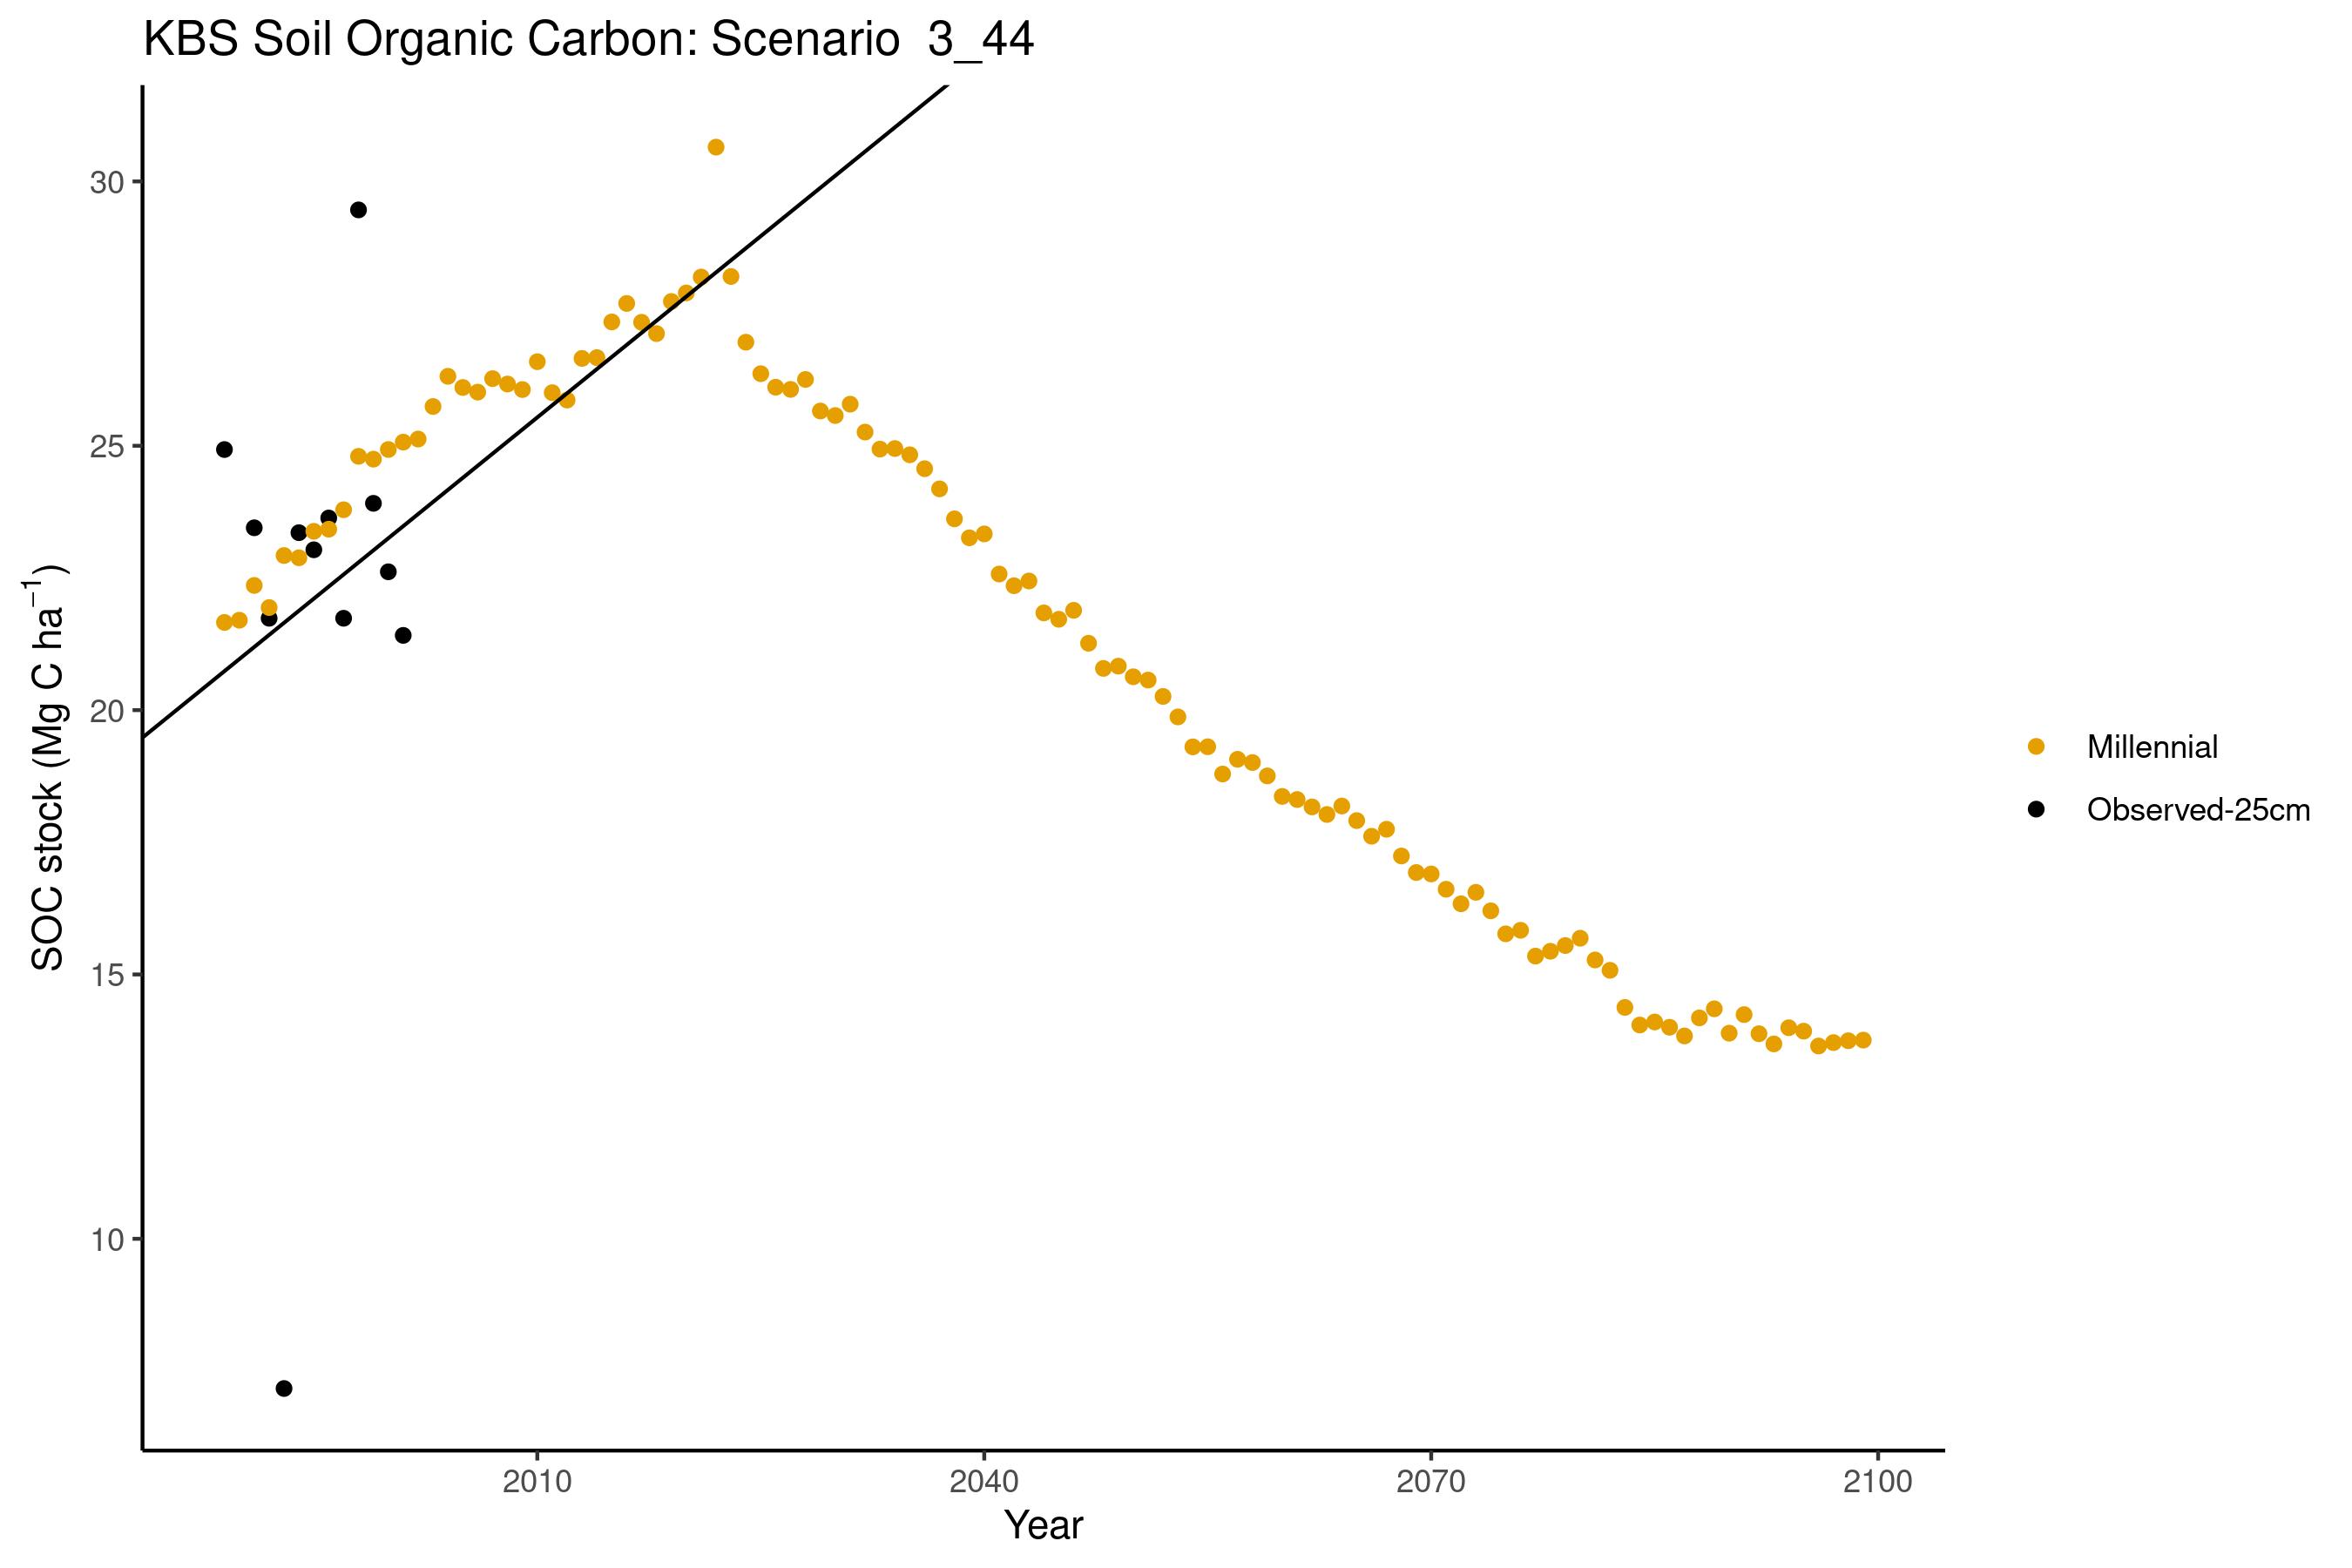 KBS Soil Organic Carbon: Scenario  3_44
30
25
20
15
10
SOC stock (Mg C ha⁻¹)
2010
2040
2070
2100
Year
Millennial
Observed-25cm